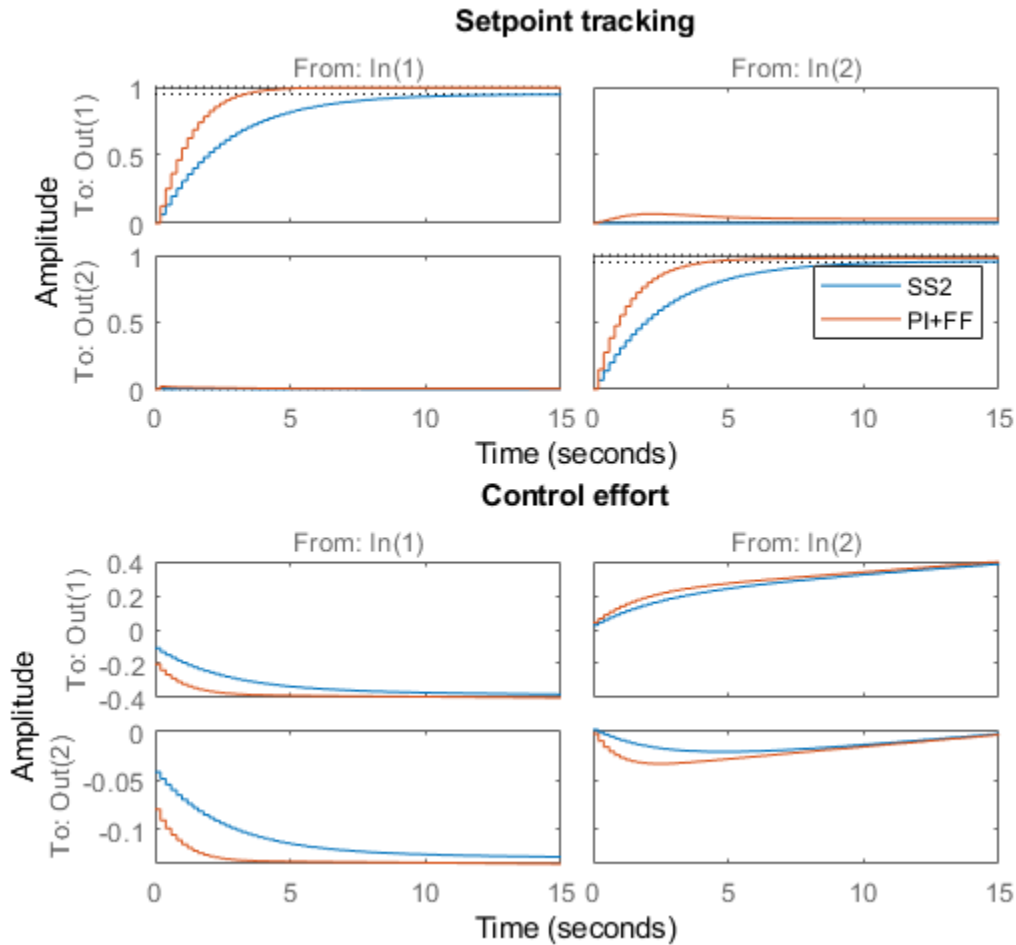 Setpoint tracking
From: In(1)
From: In(2)
Amplitude
To: Out(1)
1
0.5
0
To: Out(2)
1
0.5
0
SS2
PI+FF
0
5
10
15
0
5
10
15
Time (seconds)
Control effort
From: In(1)
From: In(2)
Amplitude
To: Out(1)
0.4
0.2
0
-0.2
-0.4
To: Out(2)
0
-0.05
-0.1
0
5
10
15
0
5
10
15
Time (seconds)